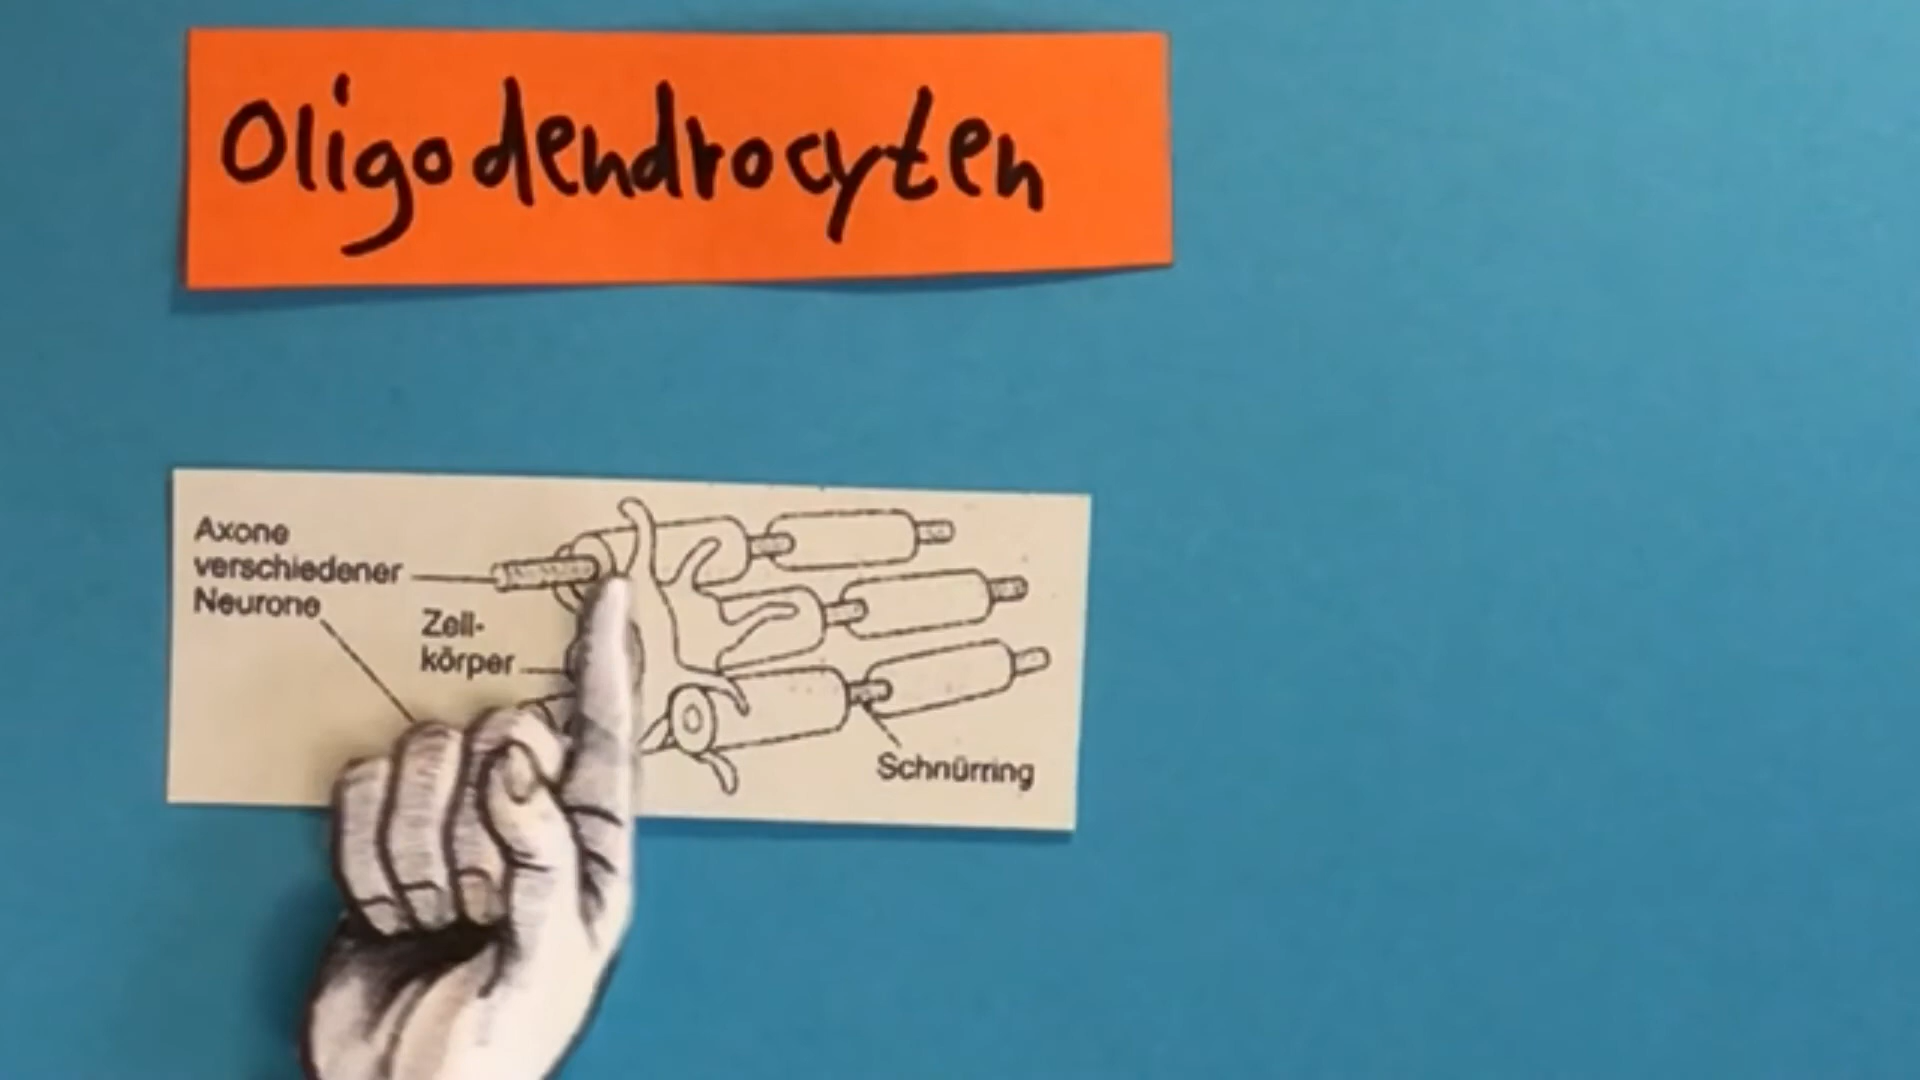 Oligodendrocyten
Axone
verschiedener
Neurone
Zell-
körper
Schnürring